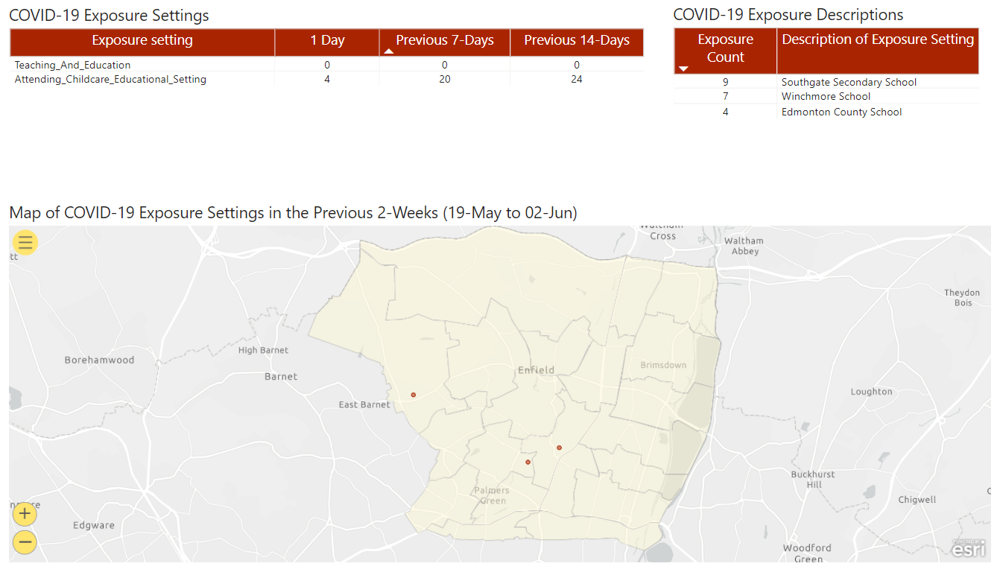 COVID-19 Exposure Settings
Exposure setting 1 Day Previous 7-Days Previous 14-Days
Teaching_And_Education 0 0 0
Attending_Childcare_Educational_Setting 4 20 24
COVID-19 Exposure Descriptions
Exposure Count Description of Exposure Setting
9 Southgate Secondary School
7 Winchmore School
4 Edmonton County School
Map of COVID-19 Exposure Settings in the Previous 2-Weeks (19-May to 02-Jun)
Waltham
Cross
Waltham
Abbey
Theydon
Bois
High Barnet
Borehamwood
Barnet
Enfield
Brimsdown
Loughton
East Barnet
Buckhurst
Hill
Palmers
Green
Chigwell
Edgware
Woodford
Green
POWERED BY
esri